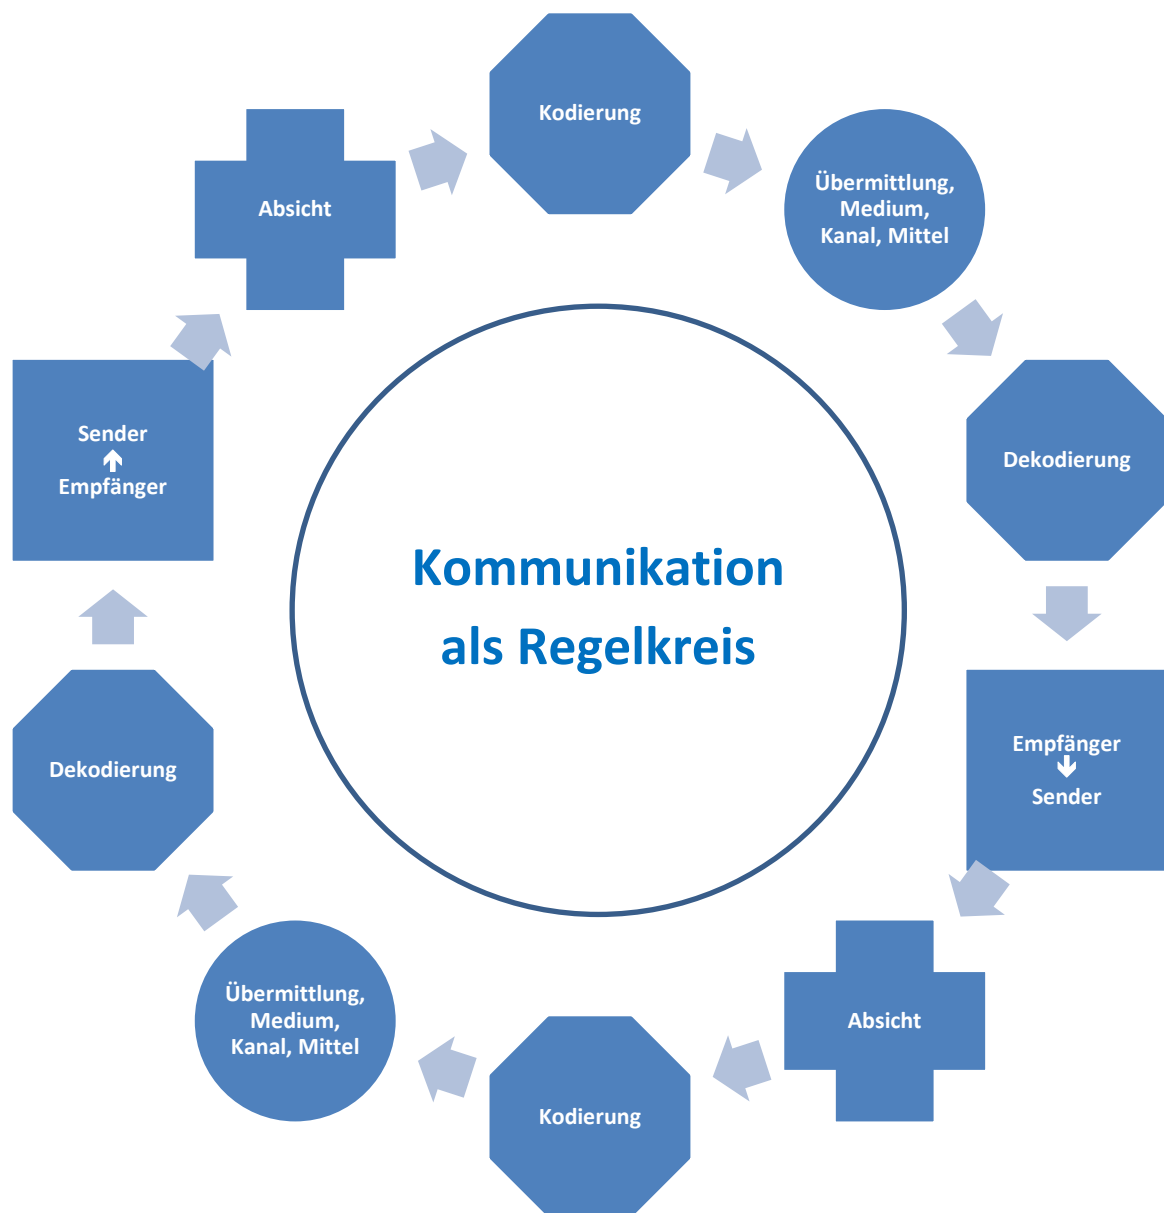 Kodierung
Übermittlung,
Medium,
Kanal, Mittel
Dekodierung
Empfänger
🡻
Sender
Absicht
Kodierung
Übermittlung,
Medium,
Kanal, Mittel
Dekodierung
Sender
🡹
Empfänger
Absicht
Kommunikation
als Regelkreis